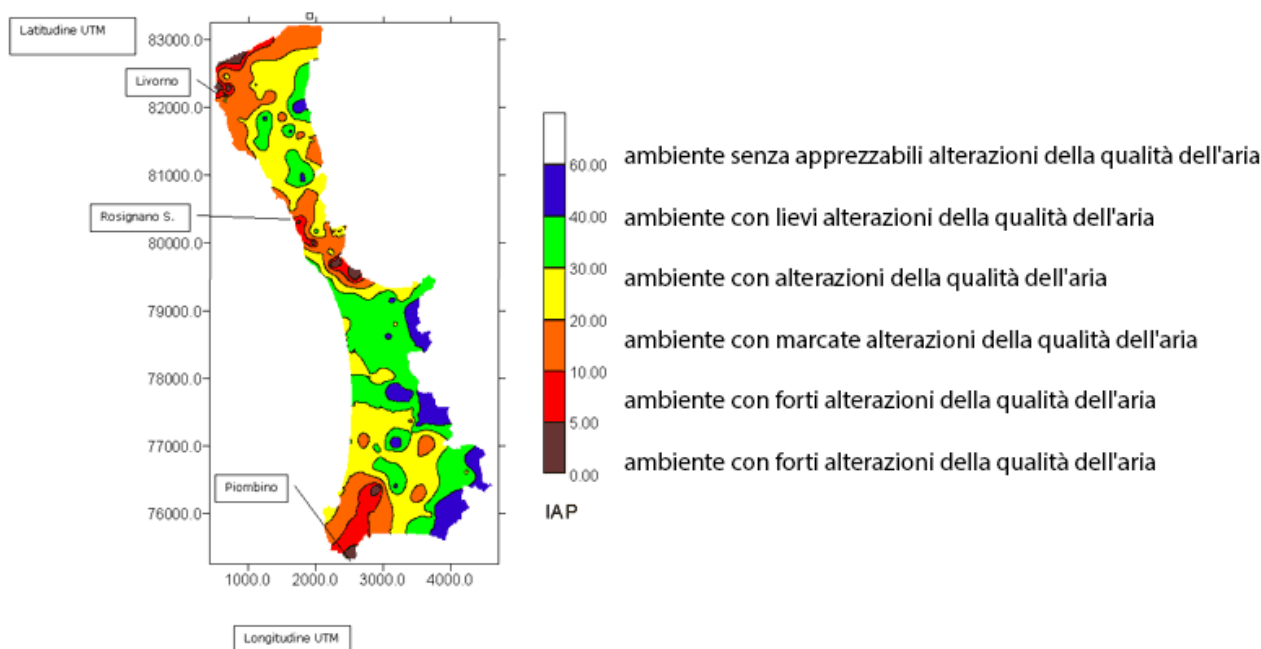 Latitudine UTM
83000.0
Livorno
82000.0
81000.0
Rosignano S.
80000.0
79000.0
78000.0
77000.0
Piombino
76000.0
1000.0 2000.0 3000.0 4000.0
Longitudine UTM
ambiente senza apprezzabili alterazioni della qualità dell'aria
60.00
ambiente con lievi alterazioni della qualità dell'aria
40.00
ambiente con alterazioni della qualità dell'aria
30.00
20.00
ambiente con marcate alterazioni della qualità dell'aria
10.00
ambiente con forti alterazioni della qualità dell'aria
5.00
ambiente con forti alterazioni della qualità dell'aria
0.00
IAP